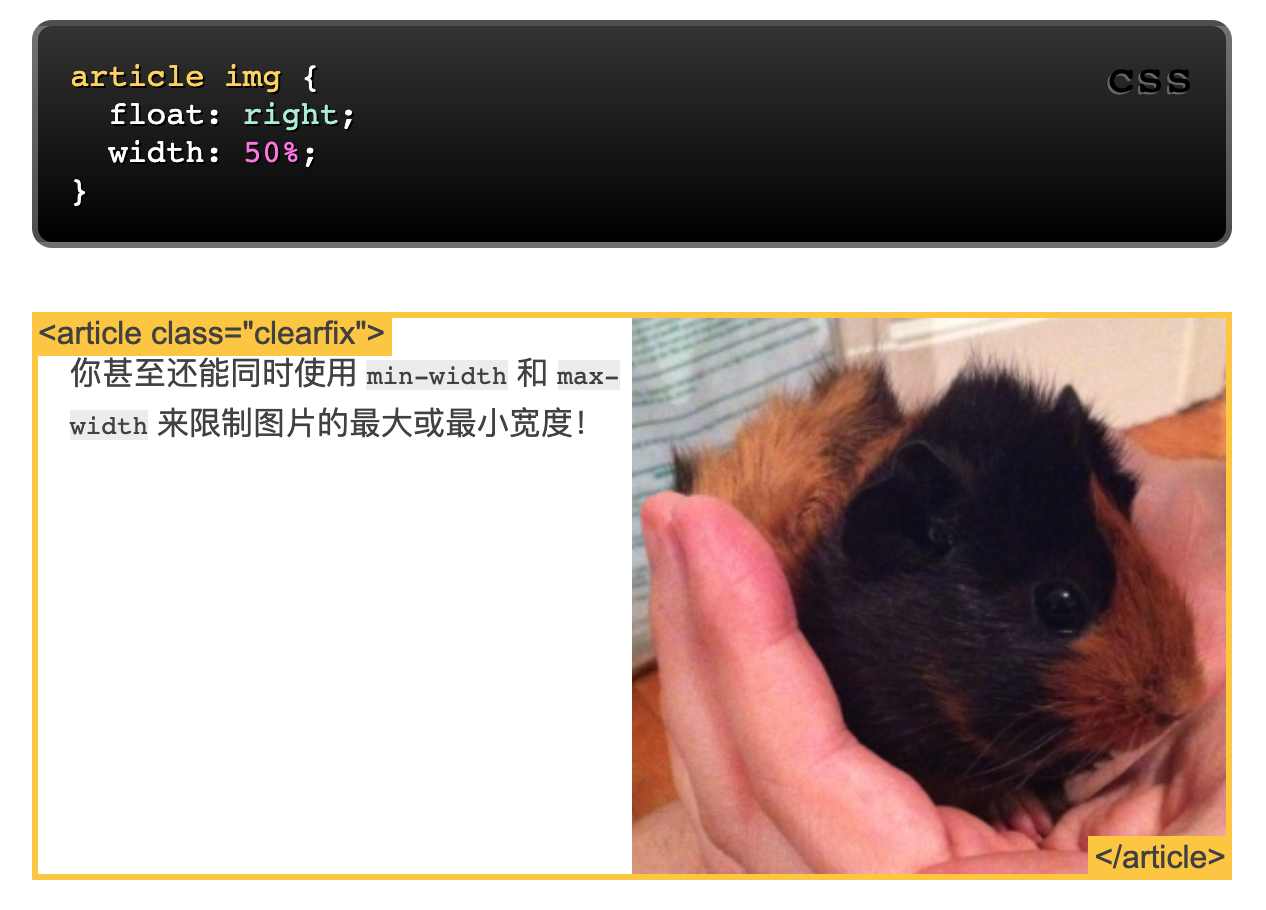 article img {
css
  float: right;
  width: 50%;
}
<article class="clearfix">
你甚至还能同时使用 min-width 和 max-
width 来限制图片的最大或最小宽度！
</article>